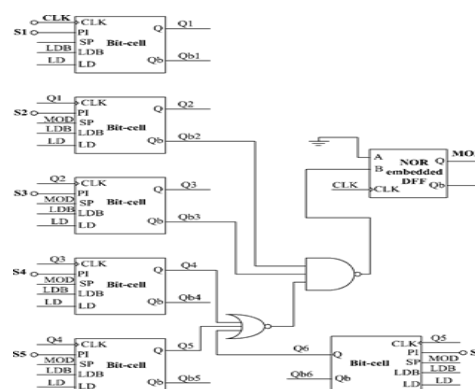 CLK
S1
CLK
PI
SP
LDB
LD
LDB
LD
Bit-cell
Q
Qb
Q1
Qb1
Q1
S2
MOD
LDB
LD
CLK
PI
SP
LDB
LD
Bit-cell
Q
Qb
Q2
Qb2
Q2
S3
MOD
LDB
LD
CLK
PI
SP
LDB
LD
Bit-cell
Q
Qb
Q3
Qb3
Q3
S4
MOD
LDB
LD
CLK
PI
SP
LDB
LD
Bit-cell
Q
Qb
Q4
Qb4
Q4
S5
MOD
LDB
LD
CLK
PI
SP
LDB
LD
Bit-cell
Q
Qb
Q5
Qb5
A
B
CLK
CLK
NOR
embedded
DFF
Q
Qb
Q6
Qb6
Q
Qb
Bit-cell
CLK
PI
SP
LDB
LD
Q5
MOD
LDB
LD